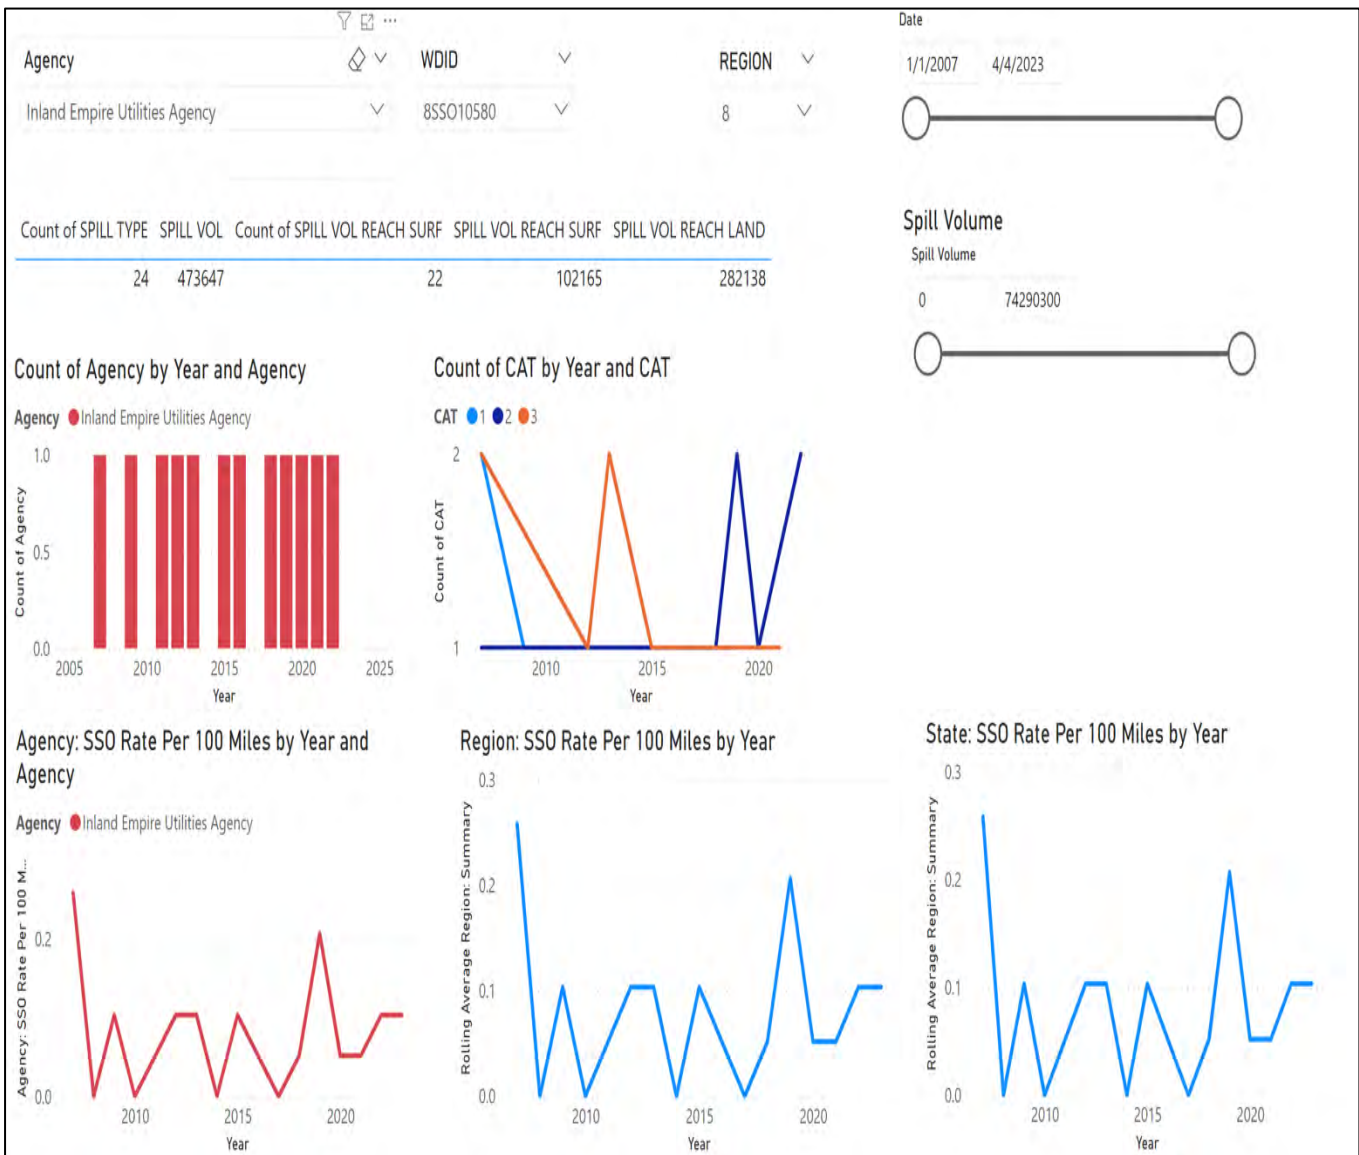 Agency
Inland Empire Utilities Agency
WDID
8SSO10580
REGION
8
Date
1/1/2007 4/4/2023
Count of SPILL TYPE SPILL VOL Count of SPILL VOL REACH SURF SPILL VOL REACH SURF SPILL VOL REACH LAND
24 473647 22 102165 282138
Spill Volume
Spill Volume
0 74290300
Count of Agency by Year and Agency
Agency Inland Empire Utilities Agency
Count of Agency
1.0
0.5
0.0
2005 2010 2015 2020 2025
Year
Count of CAT by Year and CAT
CAT 1 2 3
Count of CAT
2
1
2010 2015 2020
Year
Agency: SSO Rate Per 100 Miles by Year and
Agency
Agency Inland Empire Utilities Agency
Agency: SSO Rate Per 100 M...
0.2
0.0
2010 2015 2020
Year
Region: SSO Rate Per 100 Miles by Year
Rolling Average Region: Summary
0.3
0.2
0.1
0.0
2010 2015 2020
Year
State: SSO Rate Per 100 Miles by Year
Rolling Average Region: Summary
0.3
0.2
0.1
0.0
2010 2015 2020
Year